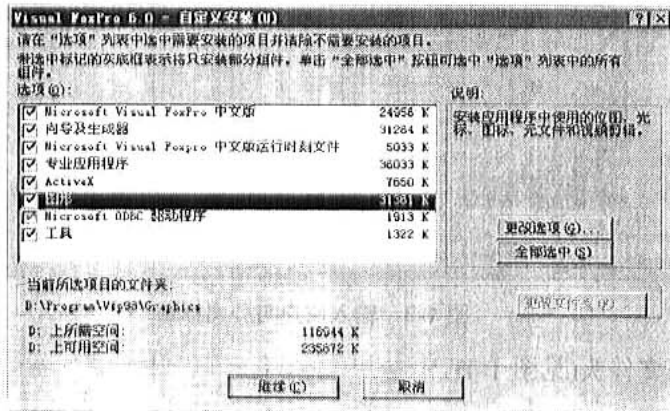 Visual FoxPro 6.0 - 自定义安装(U)
请在“选项”列表中选中需要安装的项目并清除不需要安装的项目。
带选中标记的灰底框表示将只安装部分组件。单击“全部选中”按钮可选中“选项”列表中的所有
组件。
选项(O):
Microsoft Visual FoxPro 中文版 24956 K
向导及生成器 31264 K
Microsoft Visual Foxpro 中文版运行时刻文件 5033 K
专业应用程序 36033 K
ActiveX 7650 K
图形 31381 K
Microsoft ODBC 驱动程序 1913 K
工具 1322 K
说明:
安装应用程序中使用的位图、光
标、图标、元文件和视频剪辑。
更改选项(G)...
全部选中(S)
当前所选项目的文件夹:
D:\Program\Vfp98\Graphics
更改文件夹
D: 上所需空间: 116944 K
D: 上可用空间: 235872 K
继续(C)
取消